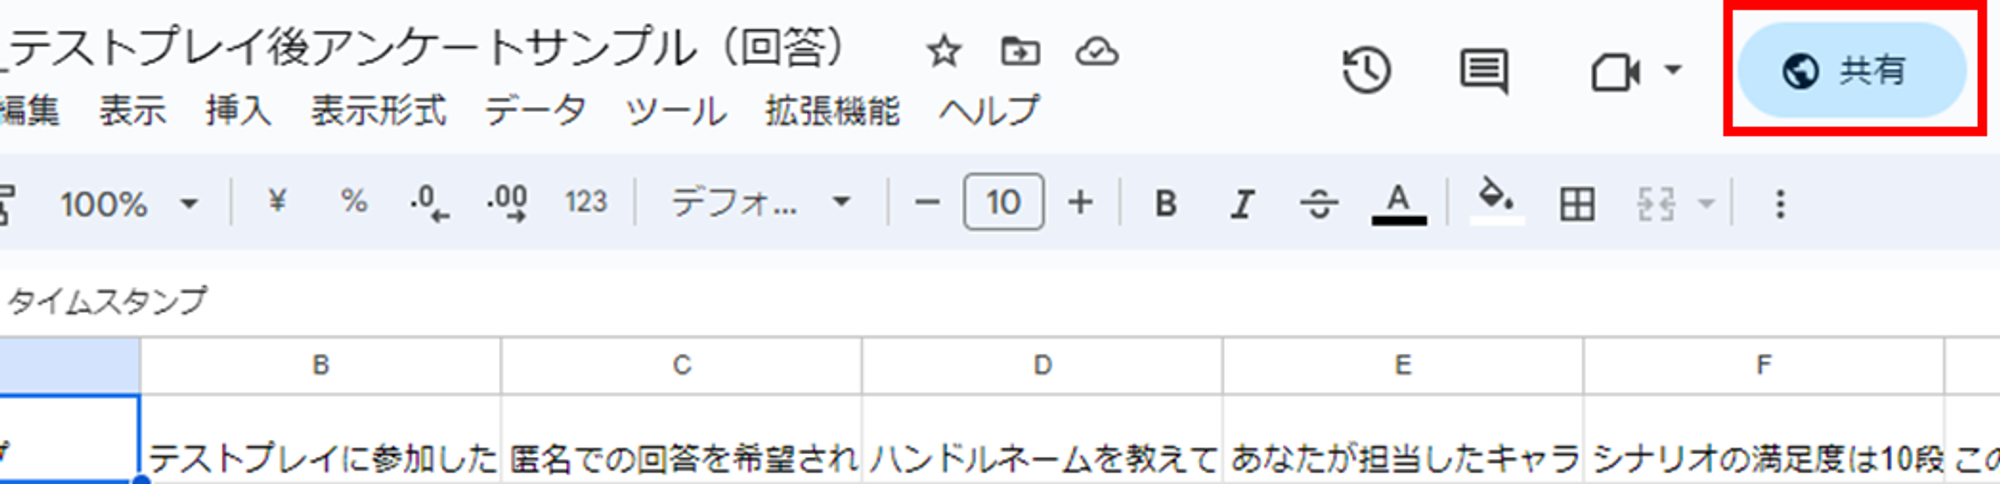 _テストプレイ後アンケートサンプル（回答）
共有
編集 表示 挿入 表示形式 データ ツール 拡張機能 ヘルプ
100% ¥ % .0 .00 123 デフォ... − 10 + B I S A
タイムスタンプ
B C D E F
プ テストプレイに参加した 匿名での回答を希望され ハンドルネームを教えて あなたが担当したキャラ シナリオの満足度は10段 この